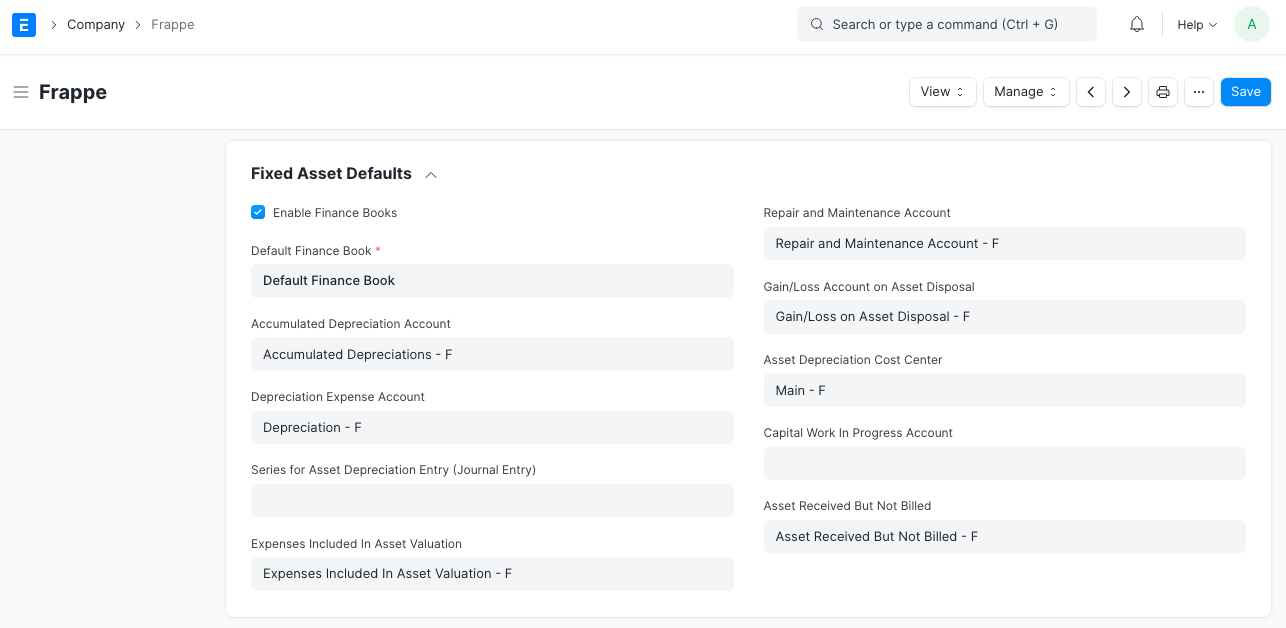 E
Company
Frappe
Search or type a command (Ctrl + G)
Help
A
Frappe
View
Manage
...
Save
Fixed Asset Defaults
Enable Finance Books
Default Finance Book *
Default Finance Book
Accumulated Depreciation Account
Accumulated Depreciations - F
Depreciation Expense Account
Depreciation - F
Series for Asset Depreciation Entry (Journal Entry)
Expenses Included In Asset Valuation
Expenses Included In Asset Valuation - F
Repair and Maintenance Account
Repair and Maintenance Account - F
Gain/Loss Account on Asset Disposal
Gain/Loss on Asset Disposal - F
Asset Depreciation Cost Center
Main - F
Capital Work In Progress Account
Asset Received But Not Billed
Asset Received But Not Billed - F